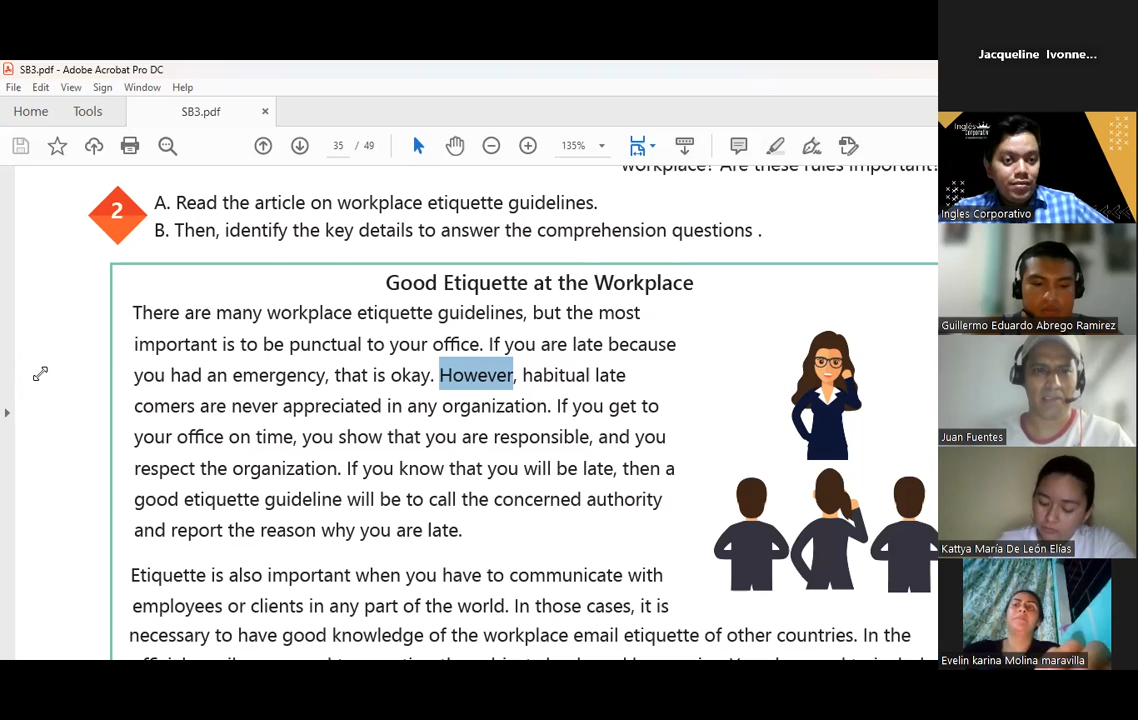 SB3.pdf - Adobe Acrobat Pro DC
File Edit View Sign Window Help
Home Tools SB3.pdf ×
35 / 49 135%
workplace? Are these rules important?
2
A. Read the article on workplace etiquette guidelines.
B. Then, identify the key details to answer the comprehension questions .
Good Etiquette at the Workplace
There are many workplace etiquette guidelines, but the most
important is to be punctual to your office. If you are late because
you had an emergency, that is okay. However, habitual late
comers are never appreciated in any organization. If you get to
your office on time, you show that you are responsible, and you
respect the organization. If you know that you will be late, then a
good etiquette guideline will be to call the concerned authority
and report the reason why you are late.
Etiquette is also important when you have to communicate with
employees or clients in any part of the world. In those cases, it is
necessary to have good knowledge of the workplace email etiquette of other countries. In the
Jacqueline Ivonne...
Inglés
Corporativo
Ingles Corporativo
Guillermo Eduardo Abrego Ramirez
Juan Fuentes
Kattya María De León Elías
Evelin karina Molina maravilla